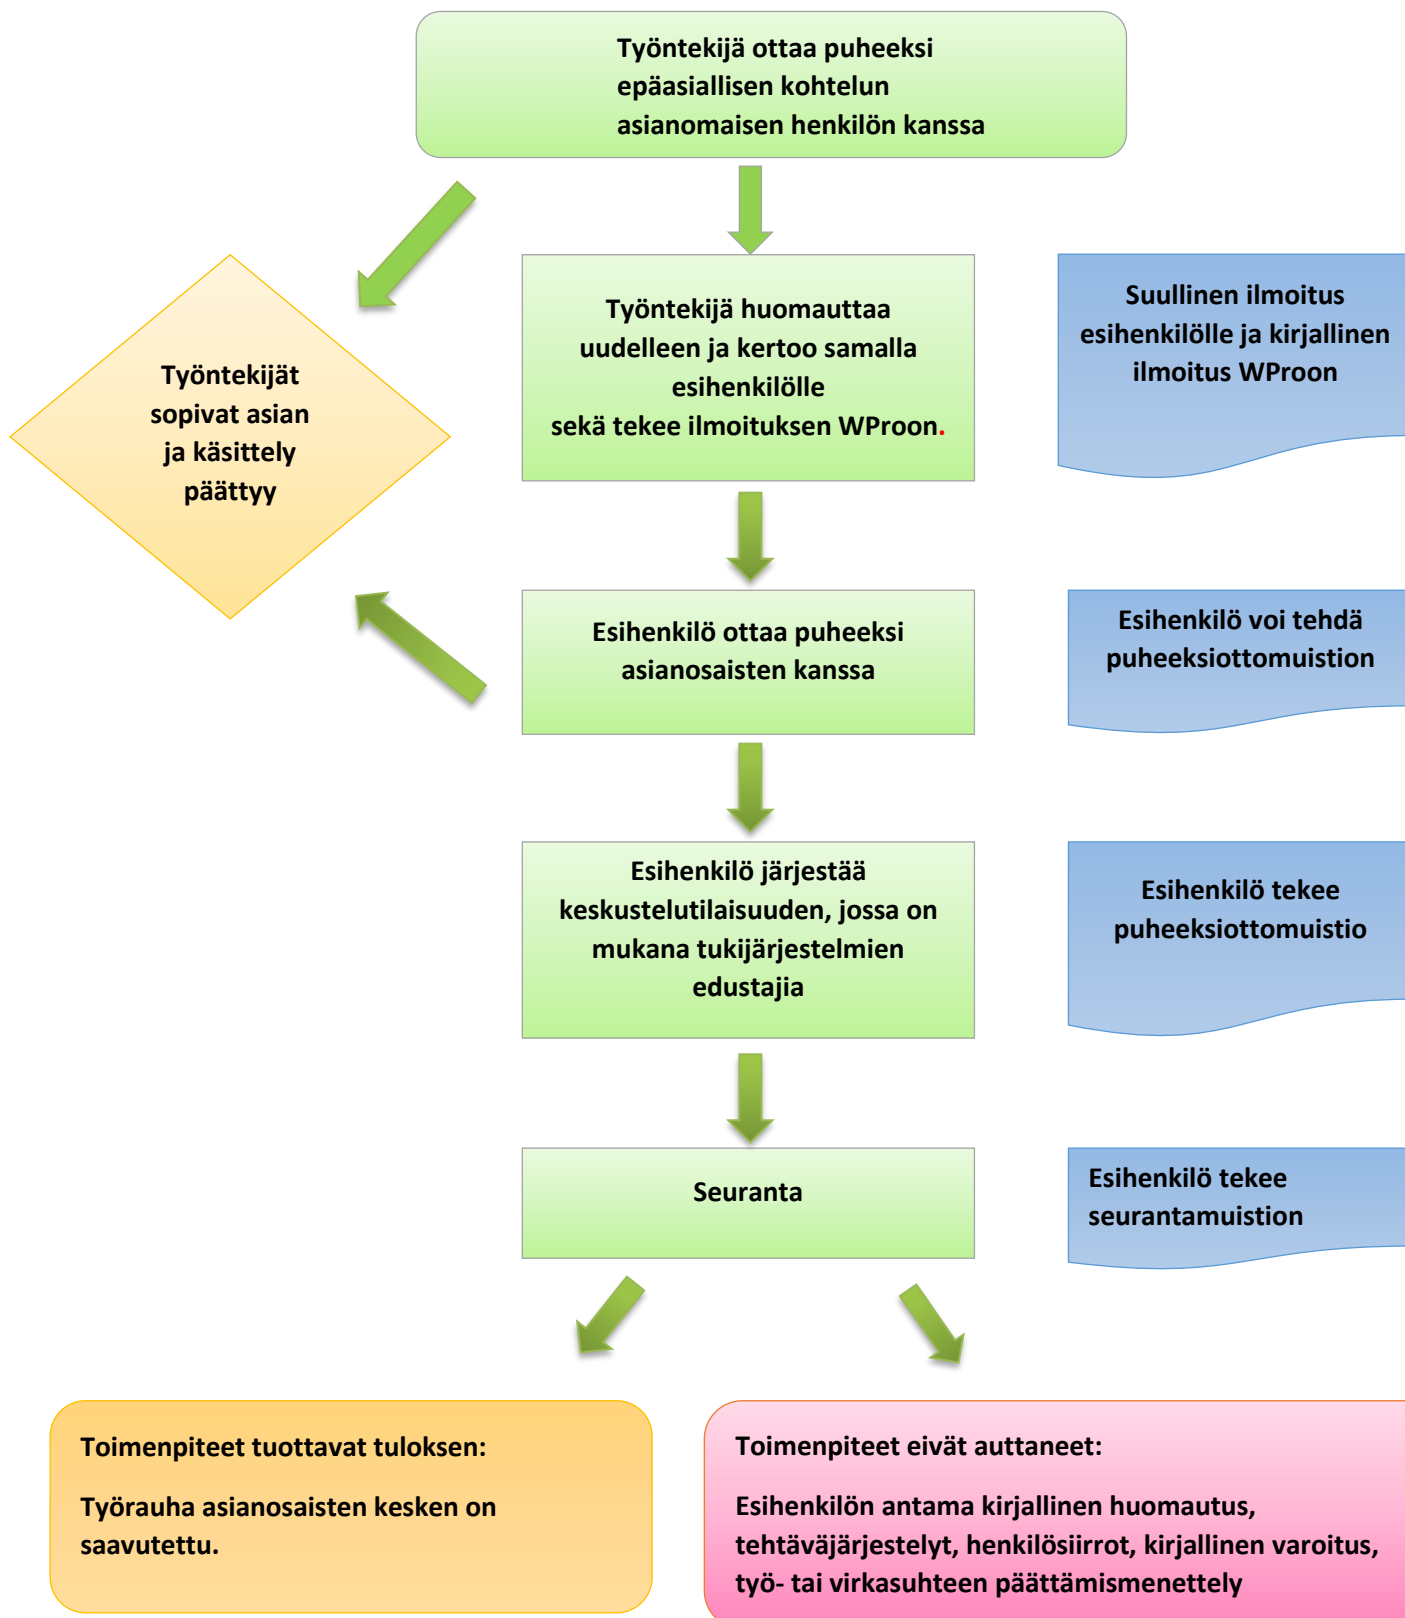 Työntekijä ottaa puheeksi
epäasiallisen kohtelun
asianomaisen henkilön kanssa
Työntekijät
sopivat asian
ja käsittely
päättyy
Työntekijä huomauttaa
uudelleen ja kertoo samalla
esihenkilölle
sekä tekee ilmoituksen WProon.
Suullinen ilmoitus
esihenkilölle ja kirjallinen
ilmoitus WProon
Esihenkilö ottaa puheeksi
asianosaisten kanssa
Esihenkilö voi tehdä
puheeksiottomuistion
Esihenkilö järjestää
keskustelutilaisuuden, jossa on
mukana tukijärjestelmien
edustajia
Esihenkilö tekee
puheeksiottomuistio
Seuranta
Esihenkilö tekee
seurantamuistion
Toimenpiteet tuottavat tuloksen:
Työrauha asianosaisten kesken on
saavutettu.
Toimenpiteet eivät auttaneet:
Esihenkilön antama kirjallinen huomautus,
tehtäväjärjestelyt, henkilösiirrot, kirjallinen varoitus,
työ- tai virkasuhteen päättämismenettely